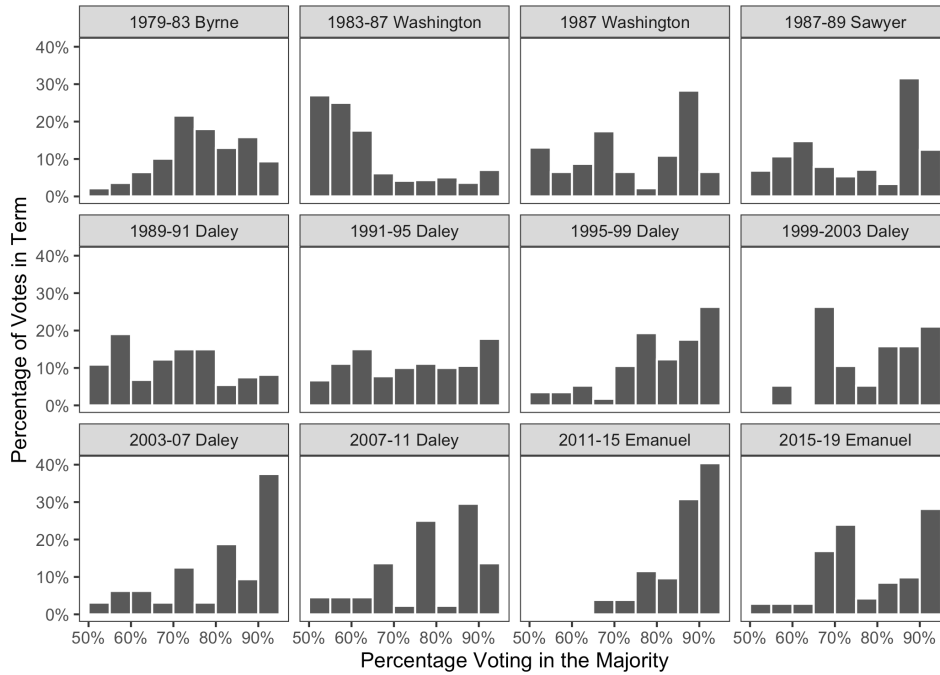 1979-83 Byrne
1983-87 Washington
1987 Washington
1987-89 Sawyer
40%
30%
20%
10%
0%
1989-91 Daley
1991-95 Daley
1995-99 Daley
1999-2003 Daley
40%
30%
20%
10%
0%
2003-07 Daley
2007-11 Daley
2011-15 Emanuel
2015-19 Emanuel
40%
30%
20%
10%
0%
50% 60% 70% 80% 90%
50% 60% 70% 80% 90%
50% 60% 70% 80% 90%
50% 60% 70% 80% 90%
Percentage Voting in the Majority
Percentage of Votes in Term